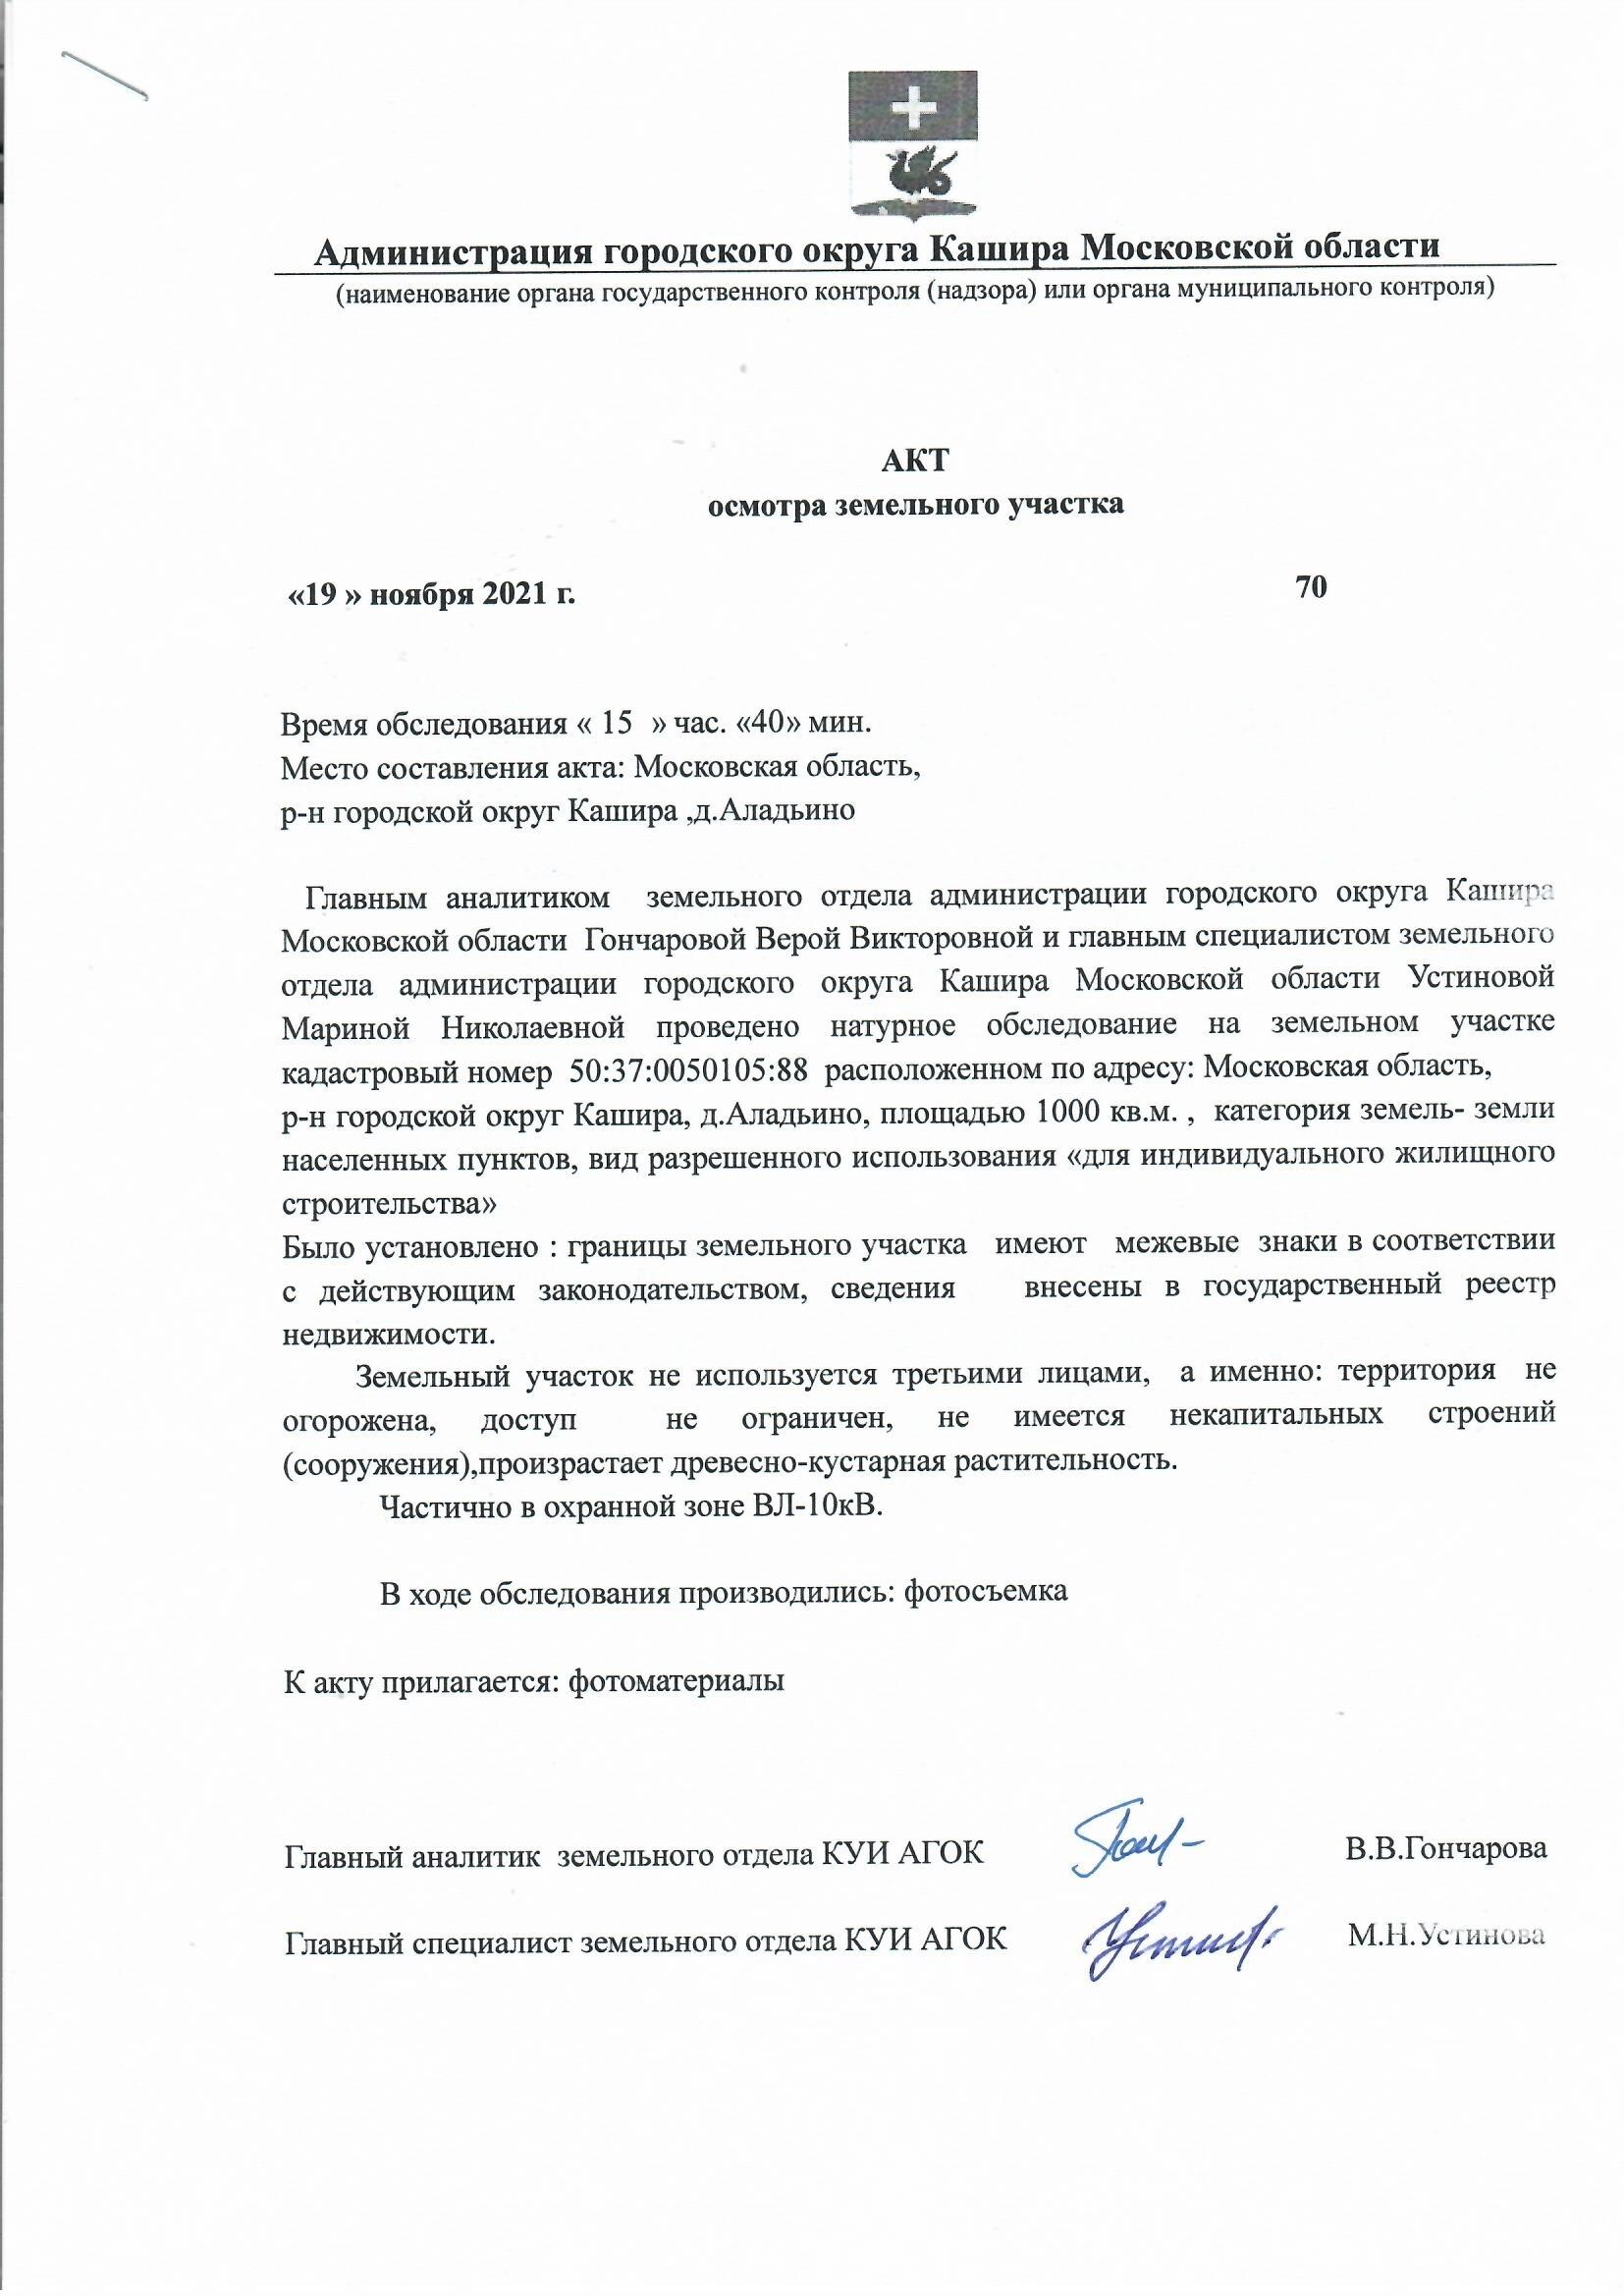 Администрация городского округа Кашира Московской области
(наименование органа государственного контроля (надзора) или органа муниципального контроля)
АКТ
осмотра земельного участка
«19 » ноября 2021 г. 70
Время обследования « 15 » час. «40» мин.
Место составления акта: Московская область,
р-н городской округ Кашира ,д.Аладьино
Главным аналитиком земельного отдела администрации городского округа Кашира
Московской области Гончаровой Верой Викторовной и главным специалистом земельного
отдела администрации городского округа Кашира Московской области Устиновой
Мариной Николаевной проведено натурное обследование на земельном участке
кадастровый номер 50:37:0050105:88 расположенном по адресу: Московская область,
р-н городской округ Кашира, д.Аладьино, площадью 1000 кв.м. , категория земель- земли
населенных пунктов, вид разрешенного использования «для индивидуального жилищного
строительства»
Было установлено : границы земельного участка имеют межевые знаки в соответствии
с действующим законодательством, сведения внесены в государственный реестр
недвижимости.
Земельный участок не используется третьими лицами, а именно: территория не
огорожена, доступ не ограничен, не имеется некапитальных строений
(сооружения),произрастает древесно-кустарная растительность.
Частично в охранной зоне ВЛ-10кВ.
В ходе обследования производились: фотосъемка
К акту прилагается: фотоматериалы
Главный аналитик земельного отдела КУИ АГОК В.В.Гончарова
Главный специалист земельного отдела КУИ АГОК М.Н.Устинова